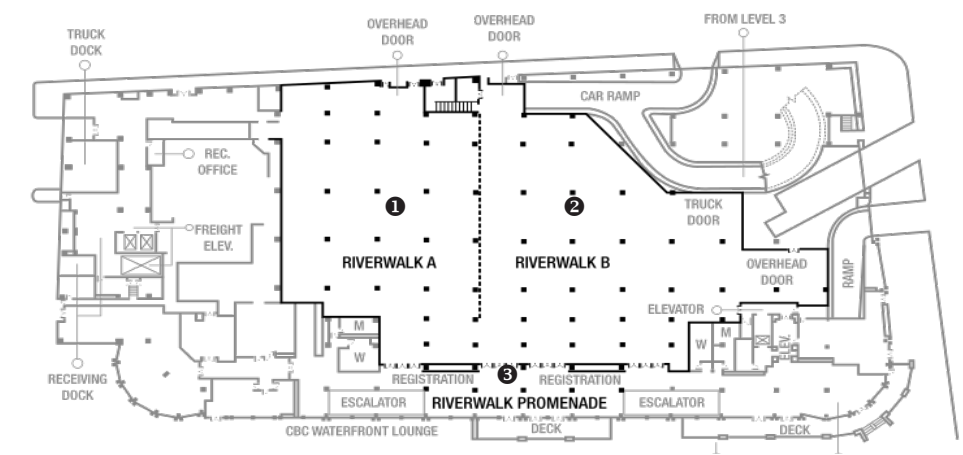 TRUCK
DOCK
OVERHEAD
DOOR
OVERHEAD
DOOR
FROM LEVEL 3
CAR RAMP
REC.
OFFICE
1
2
TRUCK
DOOR
FREIGHT
ELEV.
RIVERWALK A
RIVERWALK B
OVERHEAD
DOOR
RAMP
ELEVATOR
M
W
M
W
ELEV.
RECEIVING
DOCK
REGISTRATION
3
REGISTRATION
ESCALATOR
RIVERWALK PROMENADE
ESCALATOR
CBC WATERFRONT LOUNGE
DECK
DECK